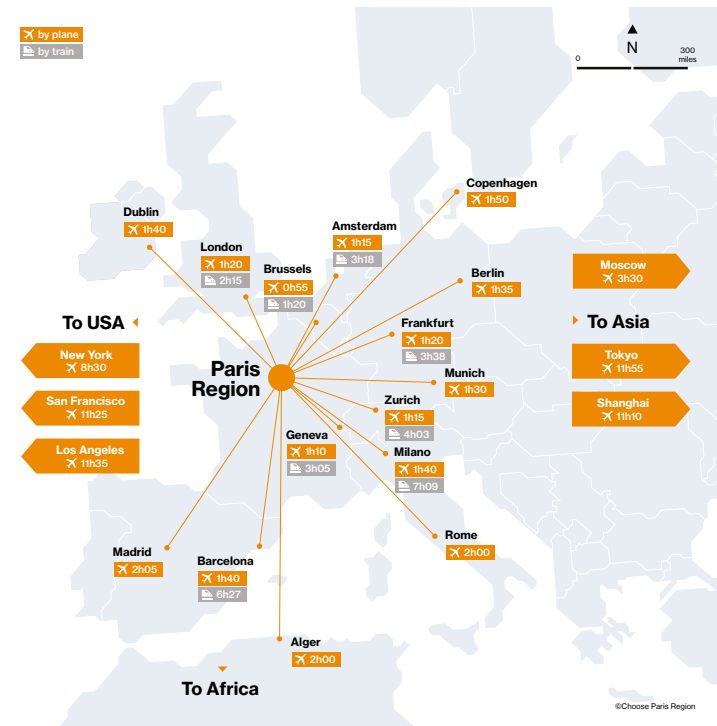 by plane
by train
N
0
300
miles
Copenhagen
1h50
Dublin
1h40
Amsterdam
1h15
3h18
London
1h20
2h15
Brussels
0h55
1h20
Berlin
1h35
Moscow
3h30
To USA
To Asia
Frankfurt
1h20
3h38
New York
8h30
Tokyo
11h55
Paris
Region
Munich
1h30
San Francisco
11h25
Shanghai
11h10
Zurich
1h15
4h03
Geneva
1h10
3h05
Los Angeles
11h35
Milano
1h40
7h09
Rome
2h00
Madrid
2h05
Barcelona
1h40
6h27
Alger
2h00
To Africa
©Choose Paris Region